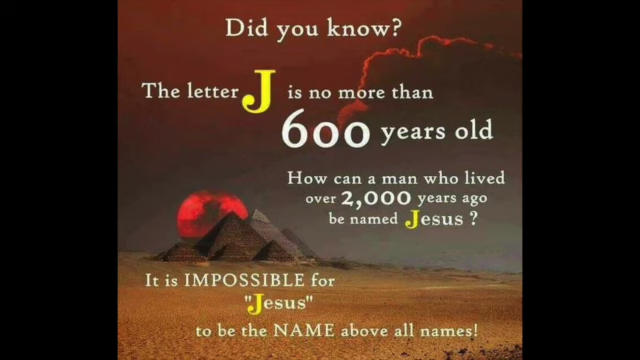 Did you know?
The letter J is no more than
600 years old
How can a man who lived
over 2,000 years ago
be named Jesus ?
It is IMPOSSIBLE for
"Jesus"
to be the NAME above all names!